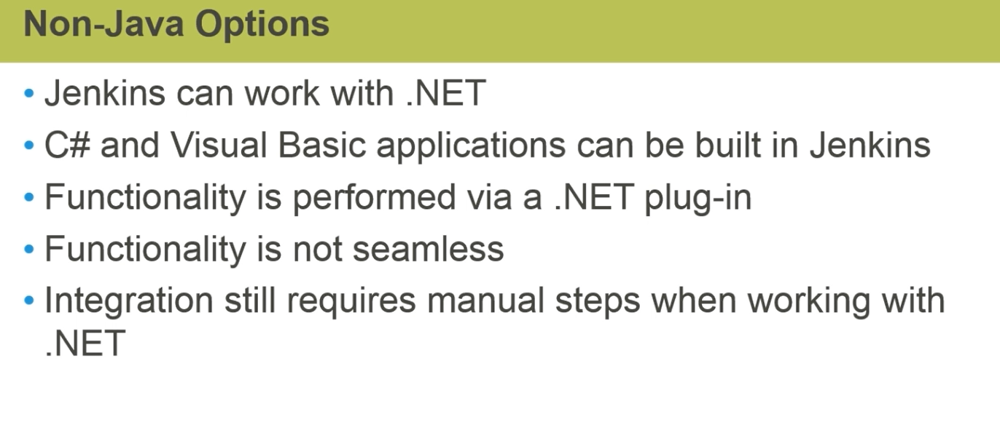 Non-Java Options
• Jenkins can work with .NET
• C# and Visual Basic applications can be built in Jenkins
• Functionality is performed via a .NET plug-in
• Functionality is not seamless
• Integration still requires manual steps when working with
.NET